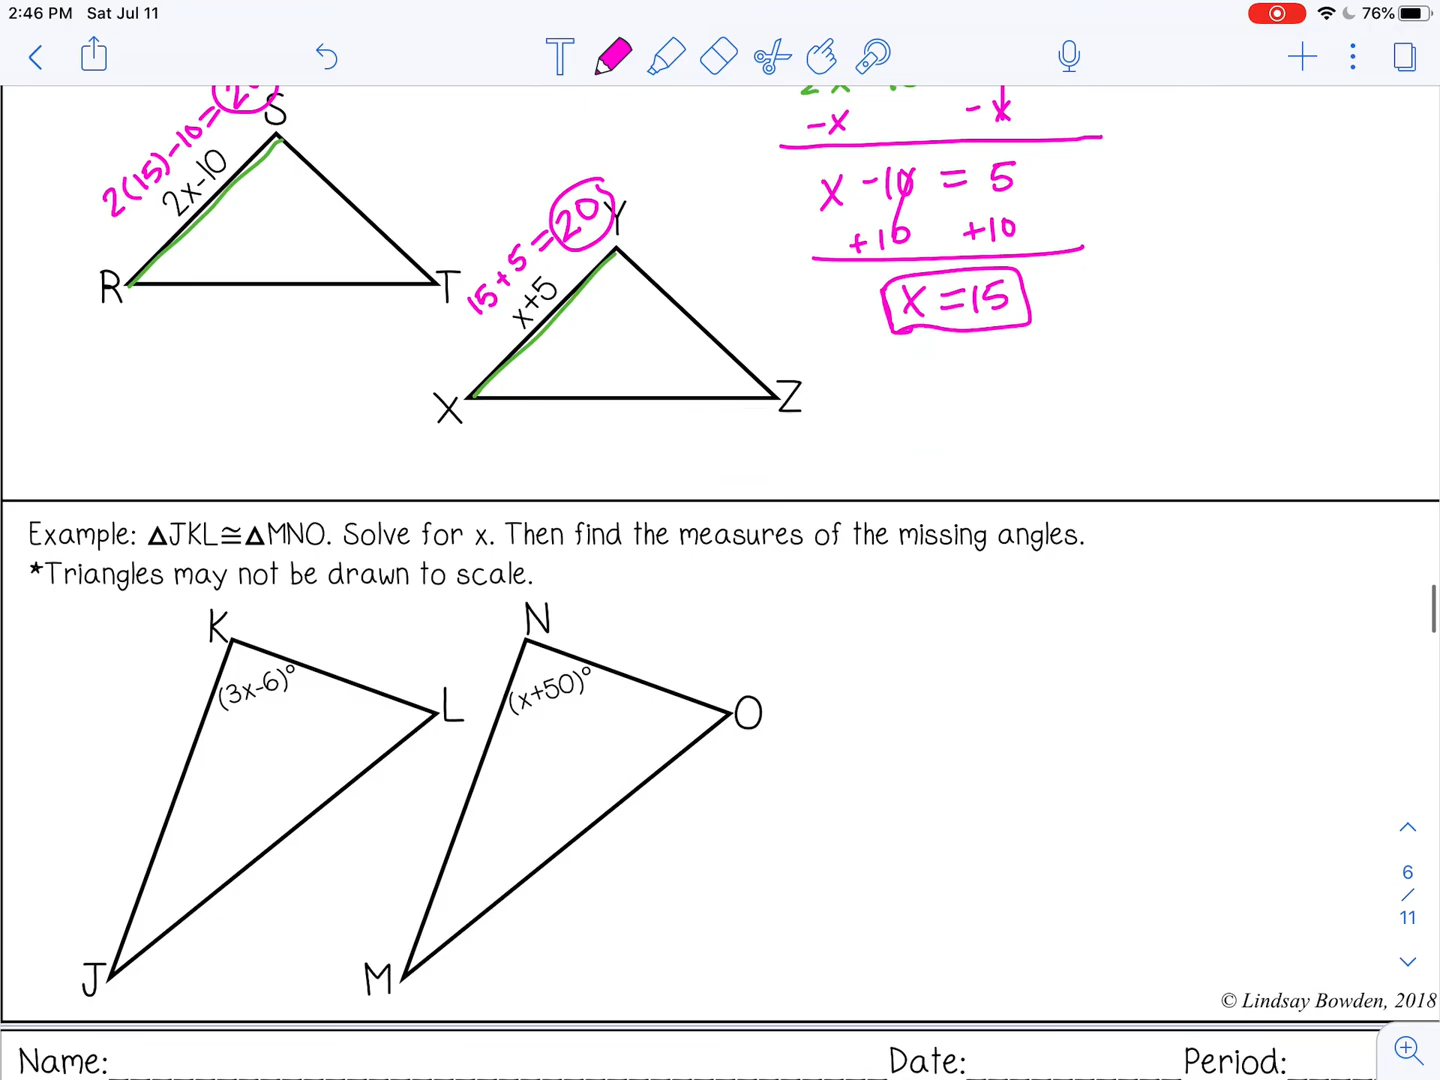 2:46 PM Sat Jul 11
76%
T
S
2(15)-10=
2x-10
R
T
-x
-x
x -10 = 5
+10 +10
x = 15
15+5=20
x+5
Y
X
Z
Example: ΔJKL≅ΔMNO. Solve for x. Then find the measures of the missing angles.
*Triangles may not be drawn to scale.
K
N
(3x-6)°
(x+50)°
L
O
J
M
6
/
11
© Lindsay Bowden, 2018
Name: Date: Period: